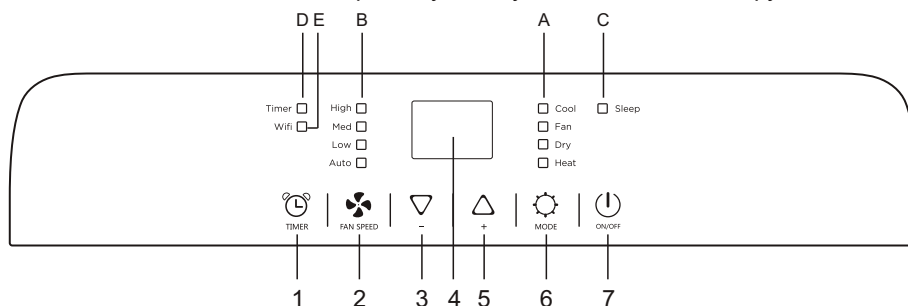 D E B A C
Timer High Cool Sleep
Wifi Med Fan
Low Dry
Auto Heat
TIMER FAN SPEED − + MODE ON/OFF
1 2 3 4 5 6 7